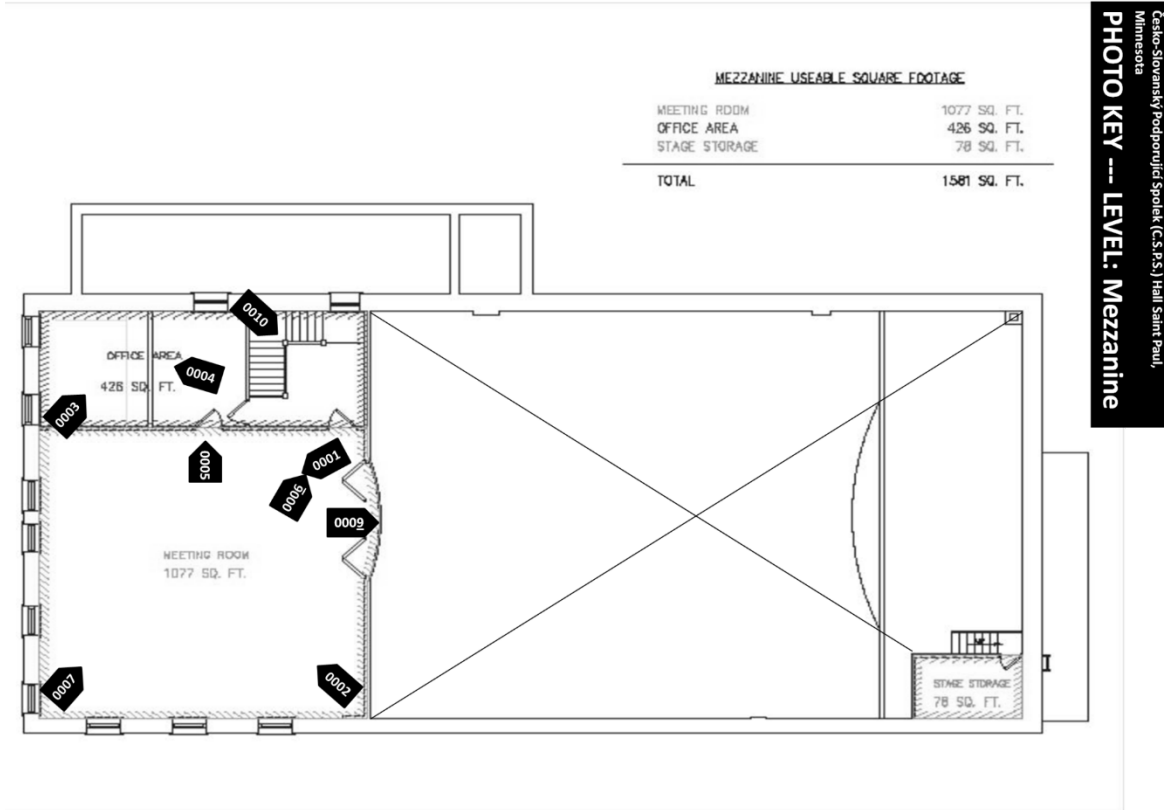 Česko-Slovanský Podporující Spolek (C.S.P.S.) Hall Saint Paul,
Minnesota
PHOTO KEY --- LEVEL: Mezzanine
MEZZANINE USEABLE SQUARE FOOTAGE
MEETING ROOM 1077 SQ. FT.
OFFICE AREA 426 SQ. FT.
STAGE STORAGE 78 SQ. FT.
TOTAL 1581 SQ. FT.
0010
OFFICE AREA
426 SQ. FT.
0004
0003
0005
0001
0006
0009
MEETING ROOM
1077 SQ. FT.
0007
0002
STAGE STORAGE
78 SQ. FT.